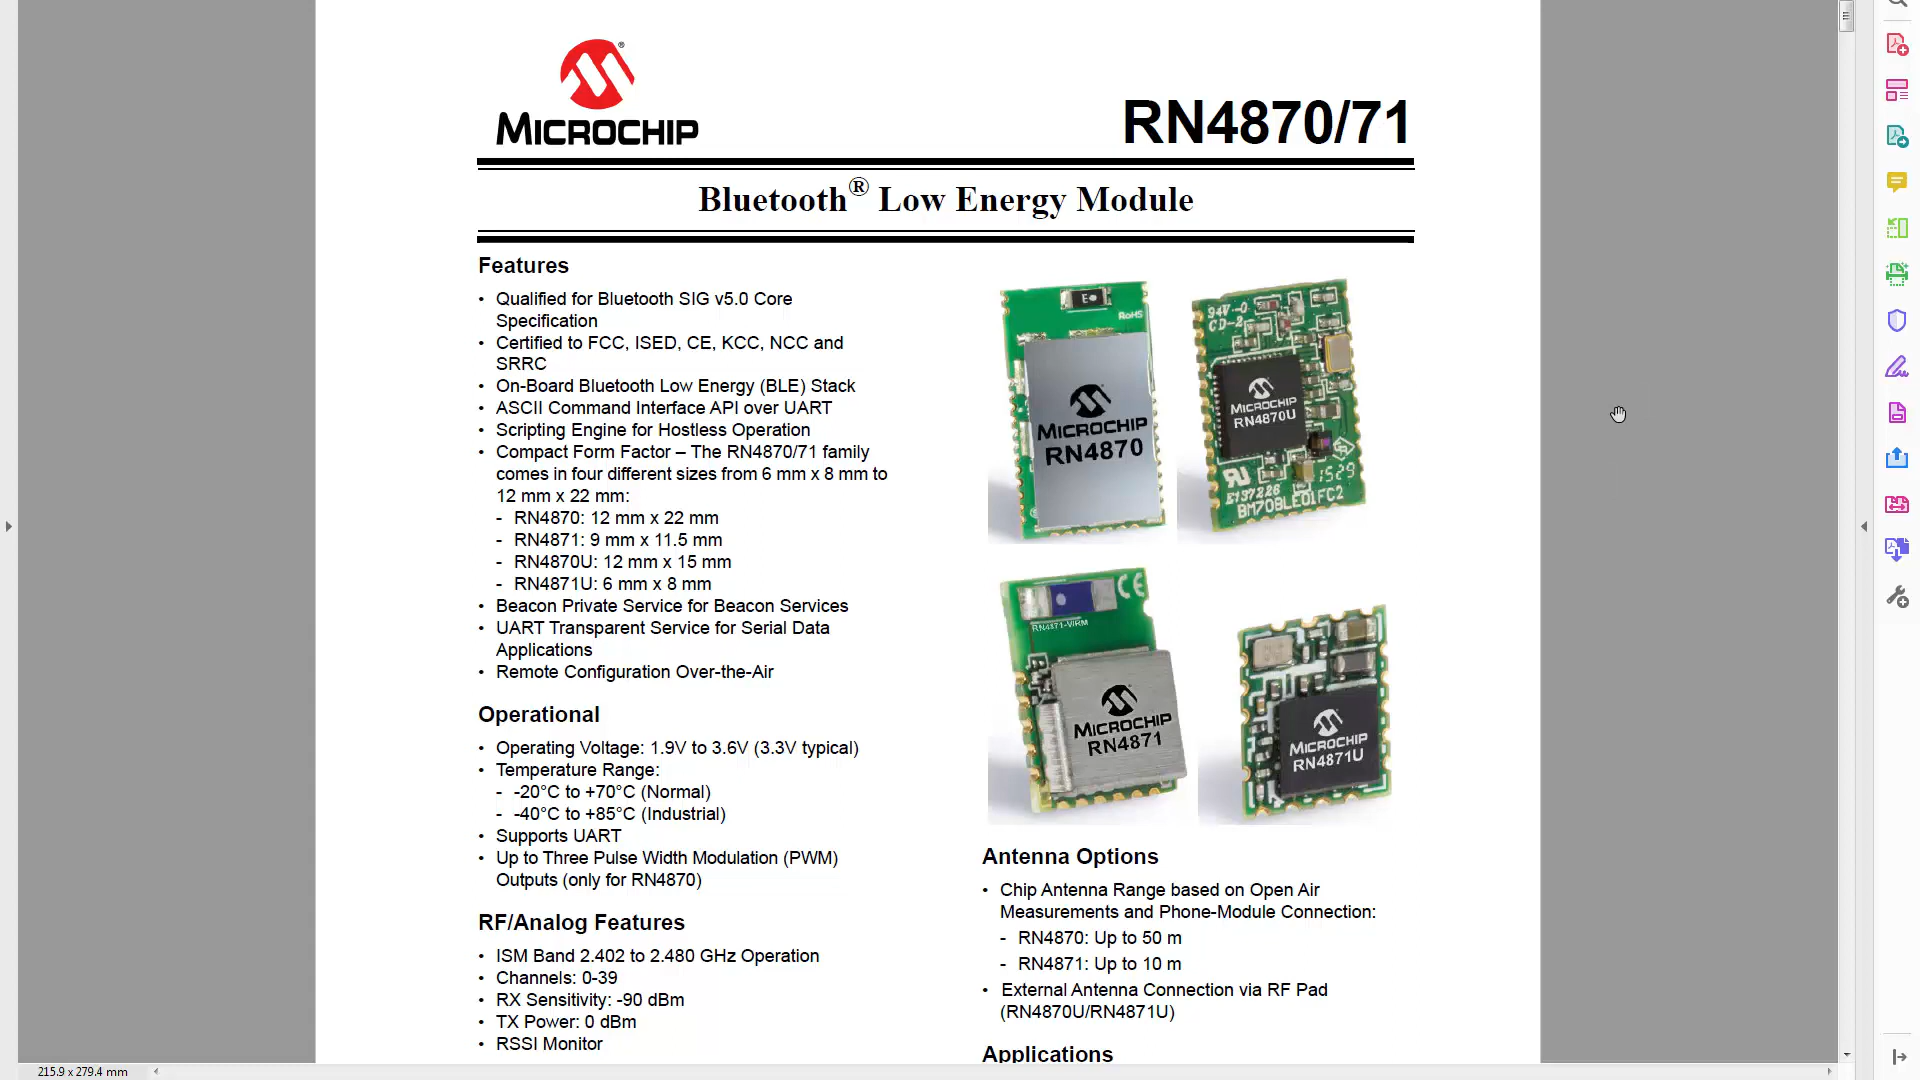 MICROCHIP
RN4870/71
Bluetooth® Low Energy Module
Features
• Qualified for Bluetooth SIG v5.0 Core
Specification
• Certified to FCC, ISED, CE, KCC, NCC and
SRRC
• On-Board Bluetooth Low Energy (BLE) Stack
• ASCII Command Interface API over UART
• Scripting Engine for Hostless Operation
• Compact Form Factor – The RN4870/71 family
comes in four different sizes from 6 mm x 8 mm to
12 mm x 22 mm:
- RN4870: 12 mm x 22 mm
- RN4871: 9 mm x 11.5 mm
- RN4870U: 12 mm x 15 mm
- RN4871U: 6 mm x 8 mm
• Beacon Private Service for Beacon Services
• UART Transparent Service for Serial Data
Applications
• Remote Configuration Over-the-Air
Operational
• Operating Voltage: 1.9V to 3.6V (3.3V typical)
• Temperature Range:
- -20°C to +70°C (Normal)
- -40°C to +85°C (Industrial)
• Supports UART
• Up to Three Pulse Width Modulation (PWM)
Outputs (only for RN4870)
RF/Analog Features
• ISM Band 2.402 to 2.480 GHz Operation
• Channels: 0-39
• RX Sensitivity: -90 dBm
• TX Power: 0 dBm
• RSSI Monitor
RoHS
MICROCHIP
RN4870
94V-0
CD-2
MICROCHIP
RN4870U
1529
E137226
BM70BLE01FC2
CE
RN4871-V/RM
MICROCHIP
RN4871
MICROCHIP
RN4871U
Antenna Options
• Chip Antenna Range based on Open Air
Measurements and Phone-Module Connection:
- RN4870: Up to 50 m
- RN4871: Up to 10 m
• External Antenna Connection via RF Pad
(RN4870U/RN4871U)
Applications
215.9 x 279.4 mm